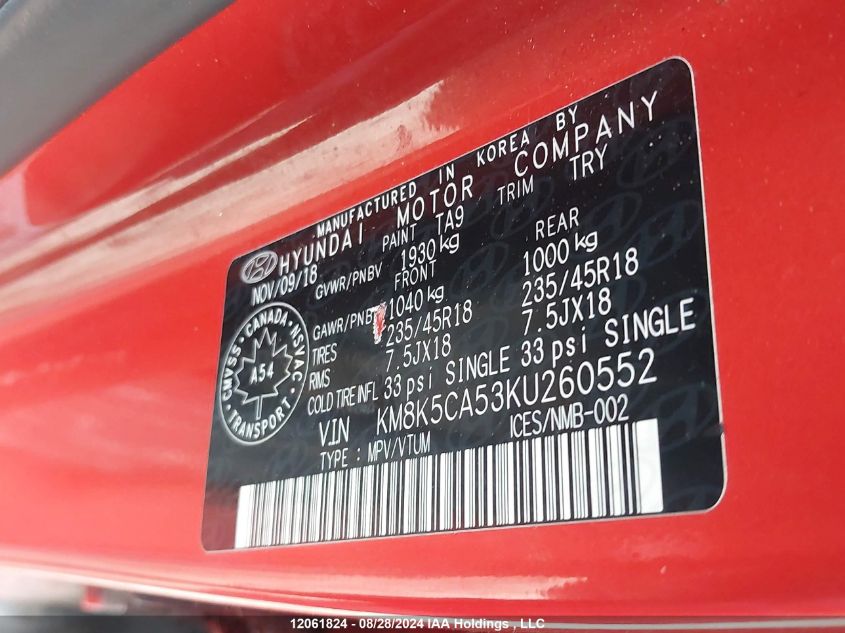 MANUFACTURED IN KOREA BY
HYUNDAI MOTOR COMPANY
NOV/09/18 PAINT TA9 TRIM TRY
GVWR/PNBV 1930 kg
FRONT REAR
GAWR/PNB 1040 kg 1000 kg
TIRES 235/45R18 235/45R18
RIMS 7.5JX18 7.5JX18
COLD TIRE INFL 33 psi SINGLE 33 psi SINGLE
V.IN KM8K5CA53KU260552
TYPE : MPV/VTUM ICES/NMB-002
CMVSS · CANADA · NSVAC
A54
TRANSPORT
12061824 - 08/28/2024 IAA Holdings , LLC